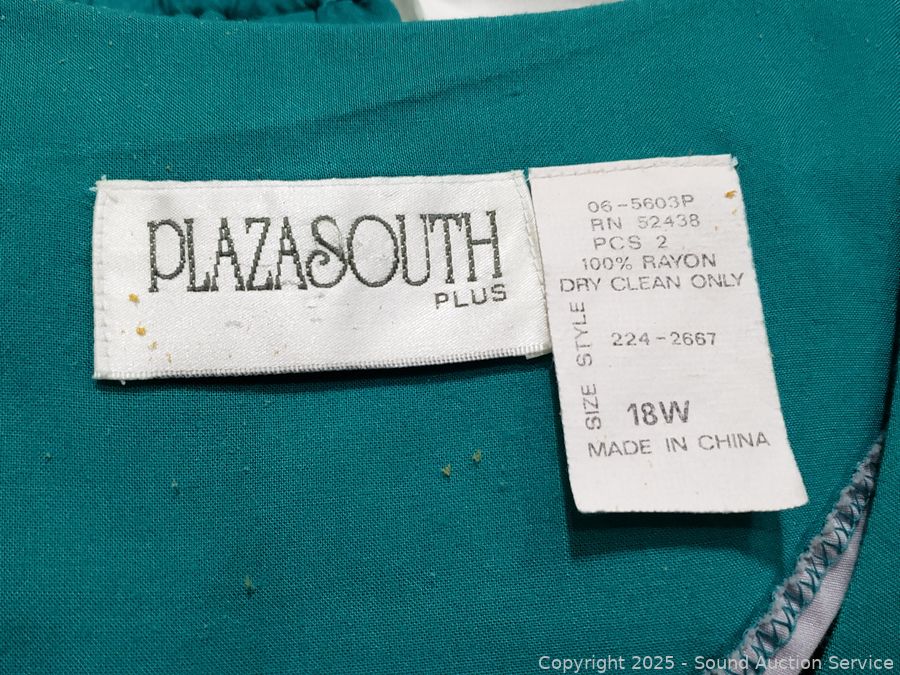 PLAZASOUTH
PLUS
06-5603P
RN 52438
PCS 2
100% RAYON
DRY CLEAN ONLY
STYLE 224-2667
SIZE 18W
MADE IN CHINA
Copyright 2025 - Sound Auction Service